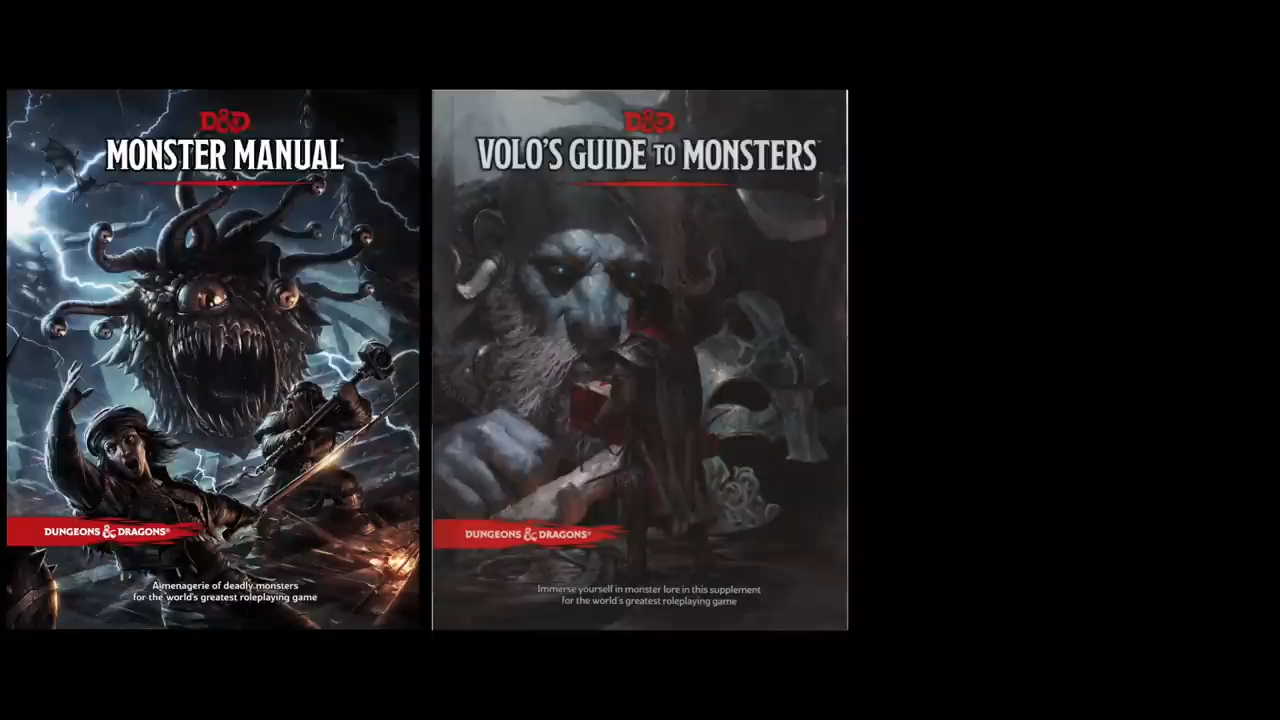 D&D
MONSTER MANUAL®
DUNGEONS & DRAGONS®
A menagerie of deadly monsters
for the world's greatest roleplaying game
D&D
VOLO'S GUIDE TO MONSTERS™
DUNGEONS & DRAGONS®
Immerse yourself in monster lore in this supplement
for the world's greatest roleplaying game